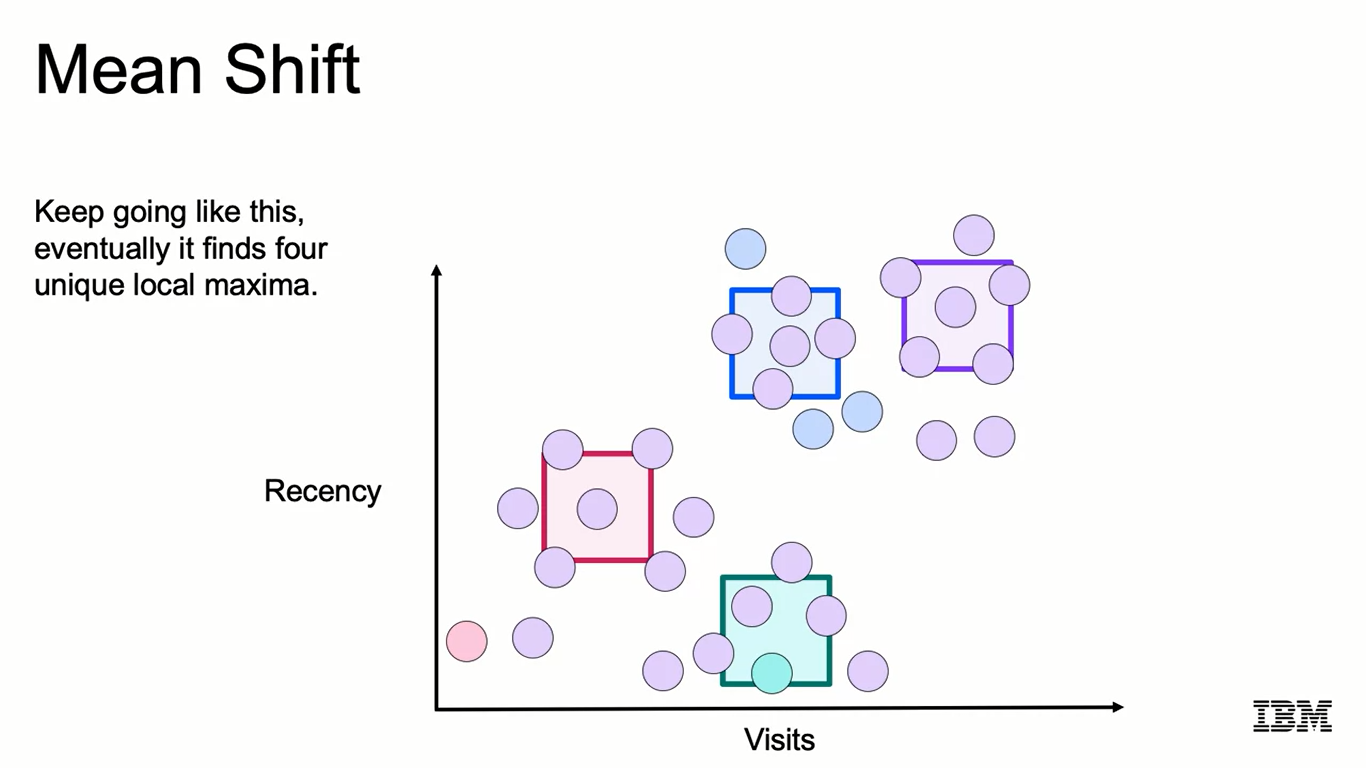 Mean Shift
Keep going like this,
eventually it finds four
unique local maxima.
Recency
Visits
IBM